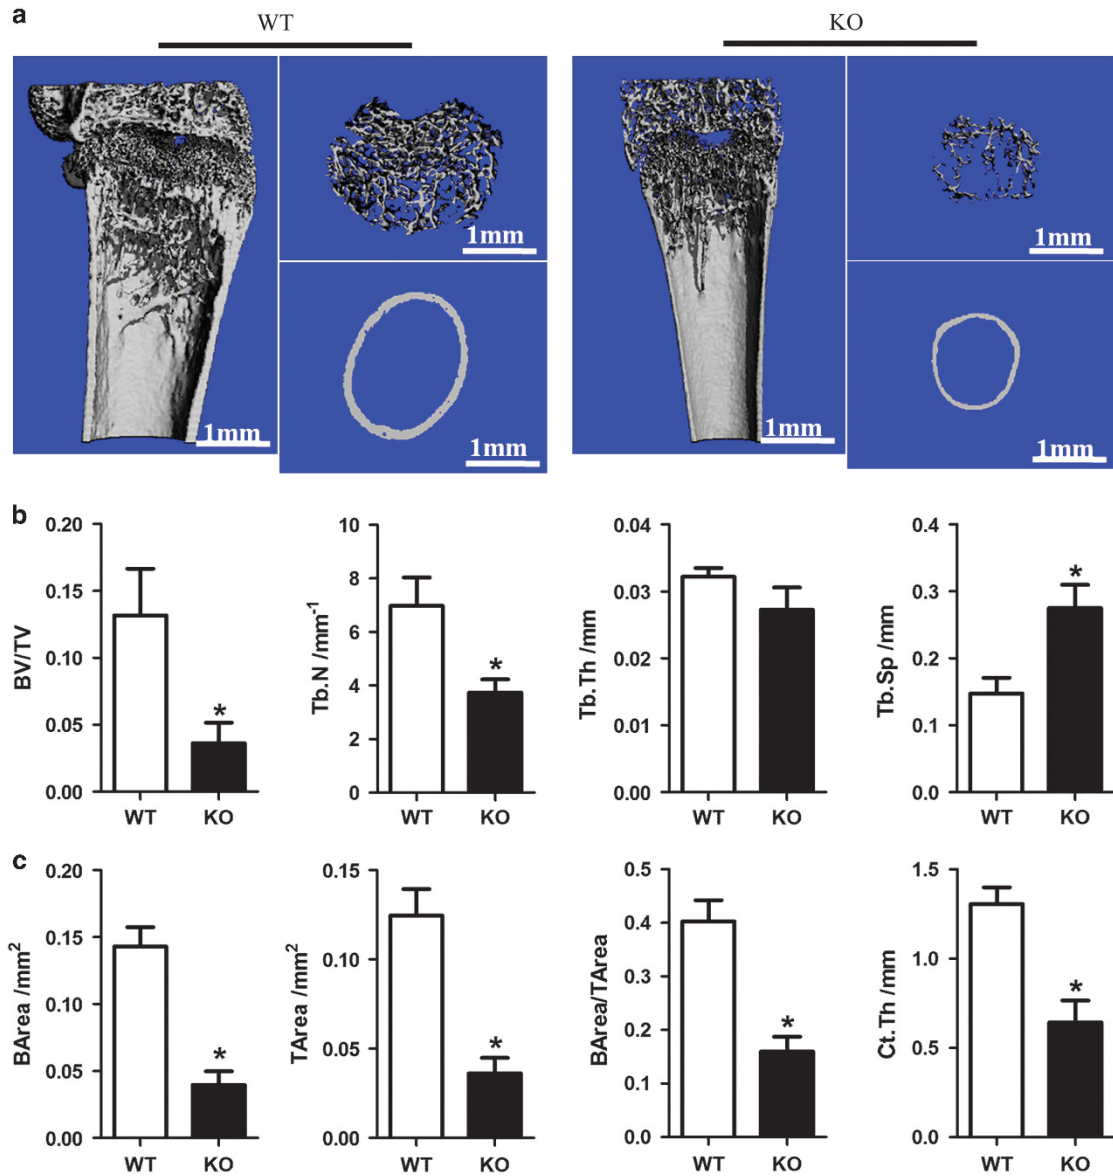 a
WT
KO
1mm
1mm
1mm
1mm
1mm
1mm
b
BV/TV
0.20
0.15
0.10
0.05
0.00
*
WT
KO
Tb.N /mm⁻¹
10
8
6
4
2
0
*
WT
KO
Tb.Th /mm
0.04
0.03
0.02
0.01
0.00
WT
KO
Tb.Sp /mm
0.4
0.3
0.2
0.1
0.0
*
WT
KO
c
BArea /mm²
0.20
0.15
0.10
0.05
0.00
*
WT
KO
TArea /mm²
0.15
0.10
0.05
0.00
*
WT
KO
BArea/TArea
0.5
0.4
0.3
0.2
0.1
0.0
*
WT
KO
Ct.Th /mm
1.5
1.0
0.5
0.0
*
WT
KO